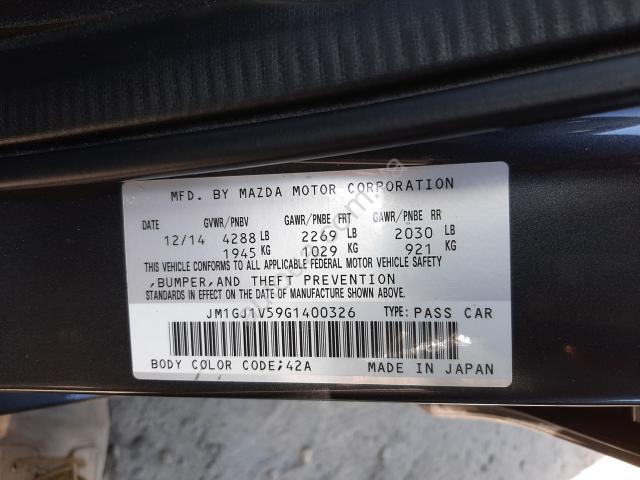 MFD. BY MAZDA MOTOR CORPORATION
DATE GVWR/PNBV GAWR/PNBE FRT GAWR/PNBE RR
12/14 4288 LB 2269 LB 2030 LB
1945 KG 1029 KG 921 KG
THIS VEHICLE CONFORMS TO ALL APPLICABLE FEDERAL MOTOR VEHICLE SAFETY
,BUMPER,AND THEFT PREVENTION
STANDARDS IN EFFECT ON THE DATE OF MANUFACTURE SHOWN ABOVE.
JM1GJ1V59G1400326 TYPE: PASS CAR
BODY COLOR CODE;42A MADE IN JAPAN